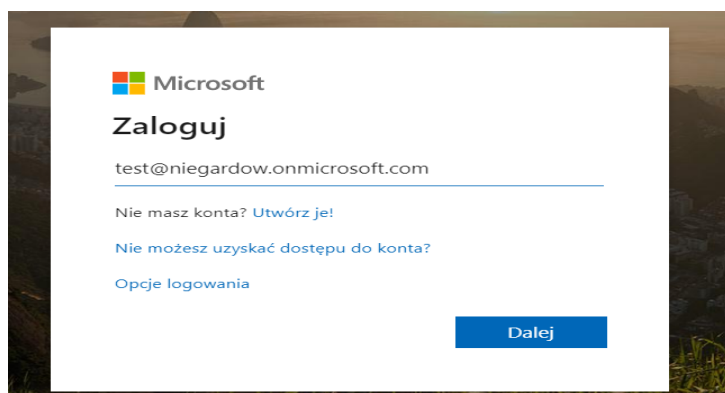 Microsoft
Zaloguj
test@niegardow.onmicrosoft.com
Nie masz konta? Utwórz je!
Nie możesz uzyskać dostępu do konta?
Opcje logowania
Dalej